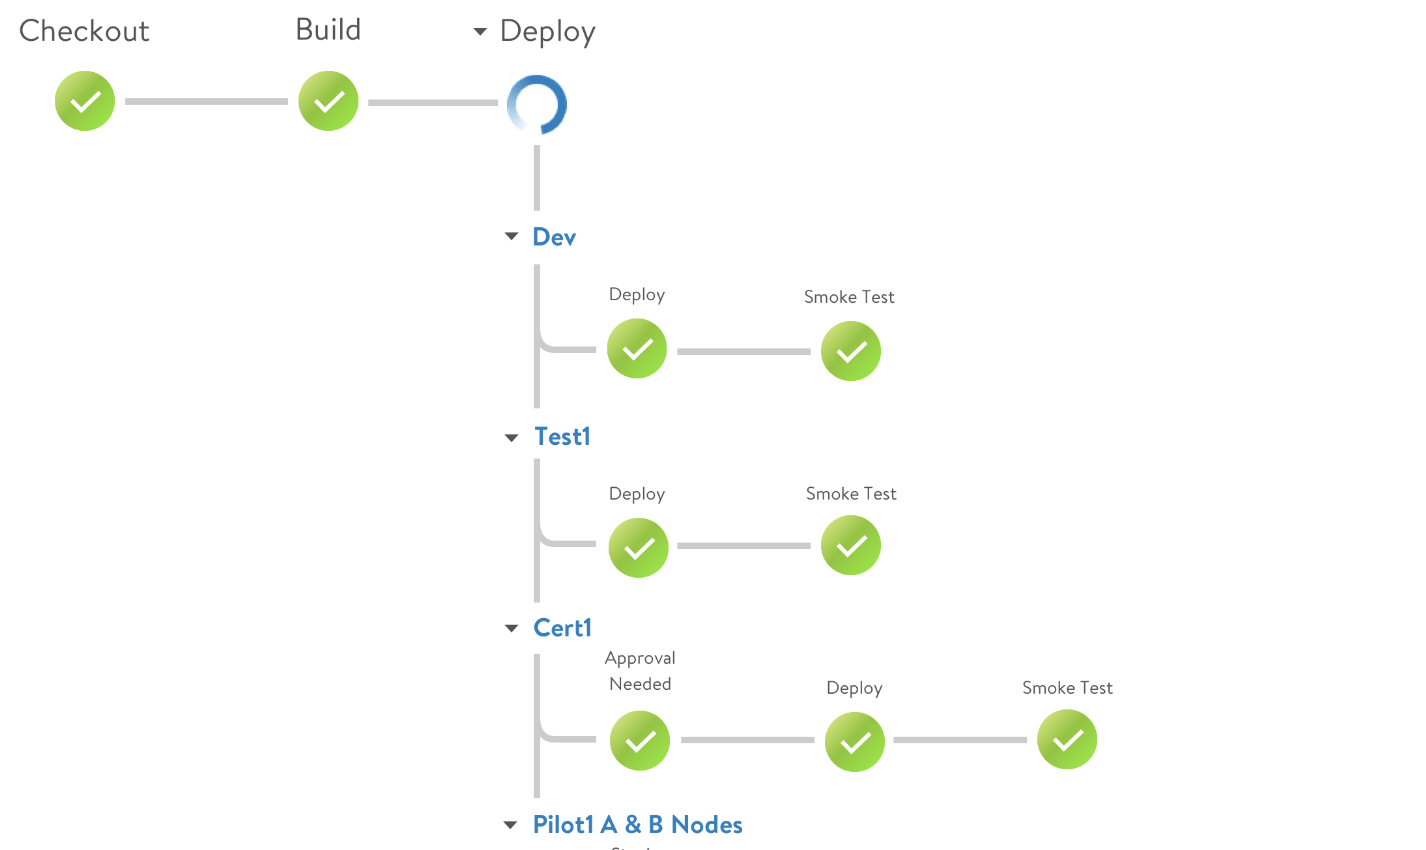 Checkout
Build
Deploy
Dev
Deploy
Smoke Test
Test1
Deploy
Smoke Test
Cert1
Approval
Needed
Deploy
Smoke Test
Pilot1 A & B Nodes